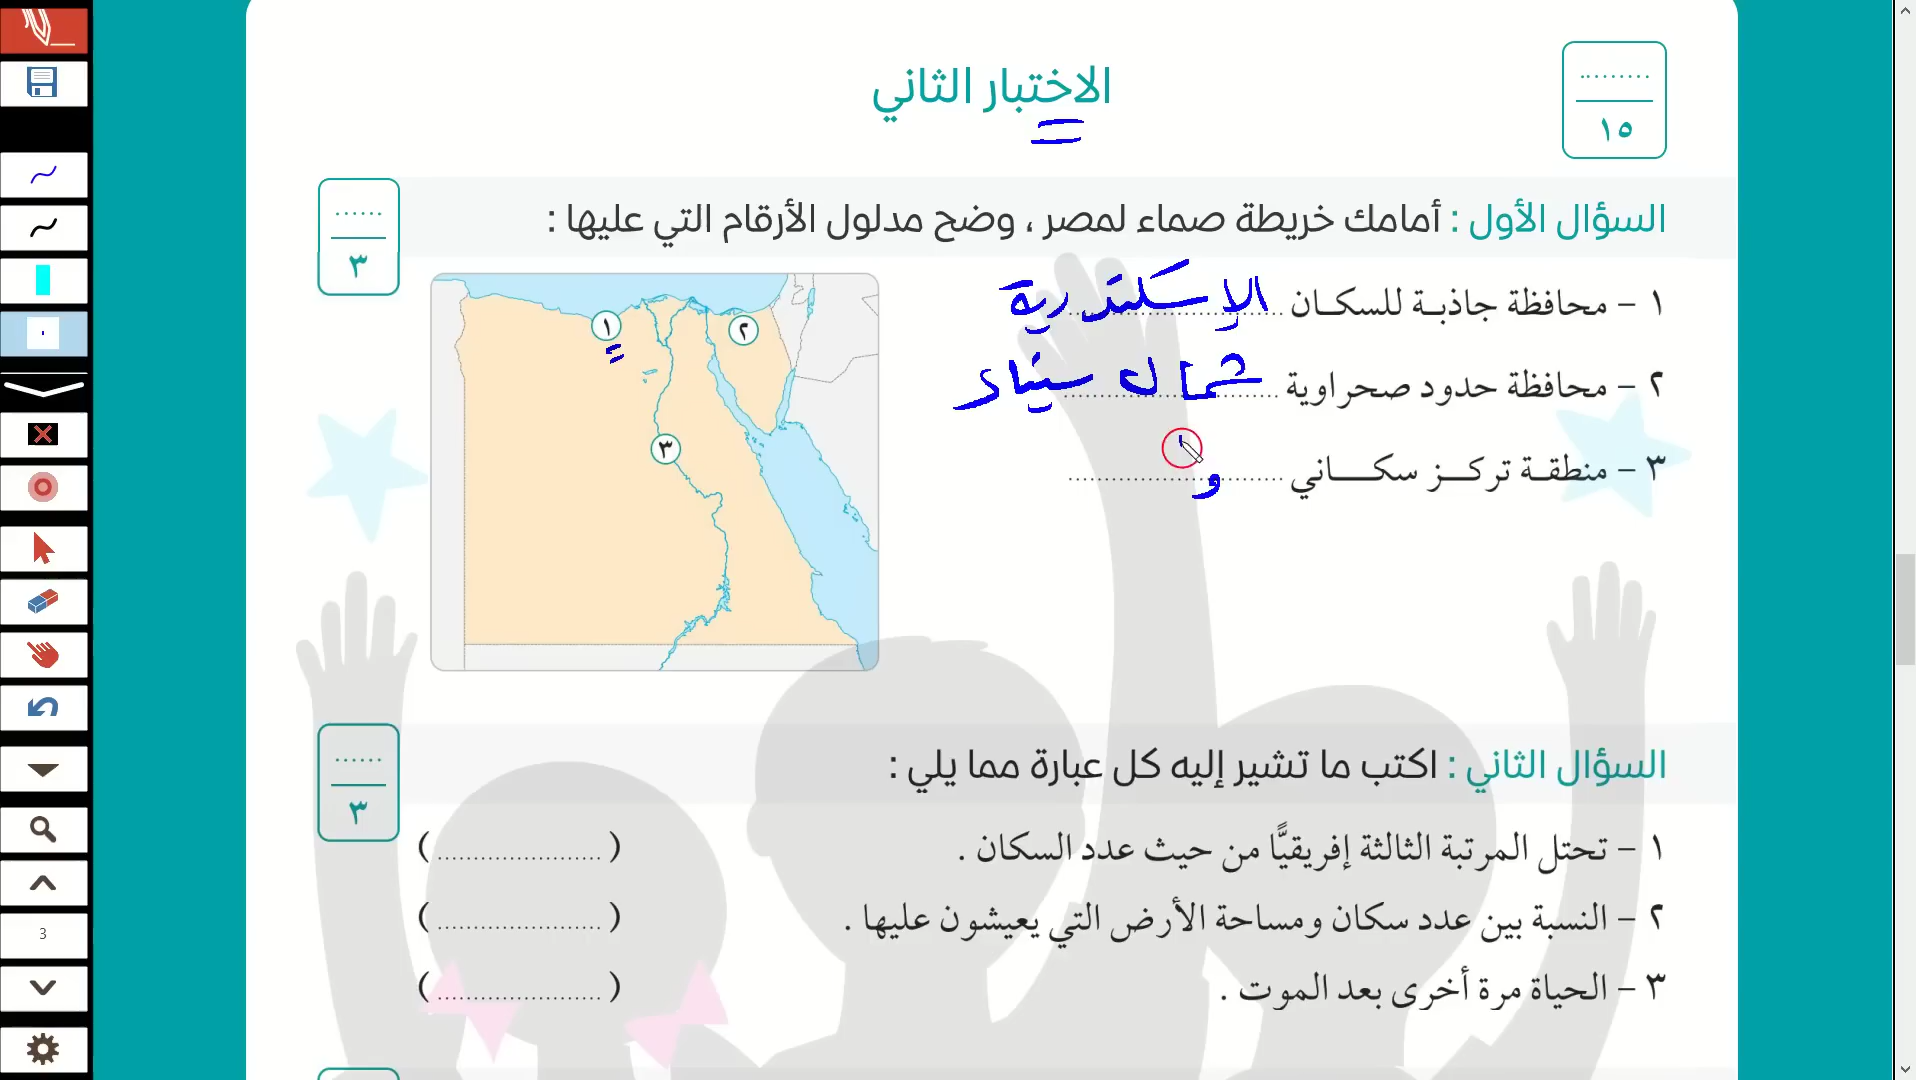 الاختبار الثاني
.........
١٥
السؤال الأول : أمامك خريطة صماء لمصر ، وضح مدلول الأرقام التي عليها :
......
٣
١ – محافظة جاذبة للسكان .............................. الإسكندرية
٢ – محافظة حدود صحراوية .............................. شمال سيناء
٣ – منطقة تركز سكاني .............................. و
١
٢
٣
السؤال الثاني : اكتب ما تشير إليه كل عبارة مما يلي :
......
٣
١ – تحتل المرتبة الثالثة إفريقيًّا من حيث عدد السكان . (.......................)
٢ – النسبة بين عدد سكان ومساحة الأرض التي يعيشون عليها . (.......................)
٣ – الحياة مرة أخرى بعد الموت . (.......................)
3